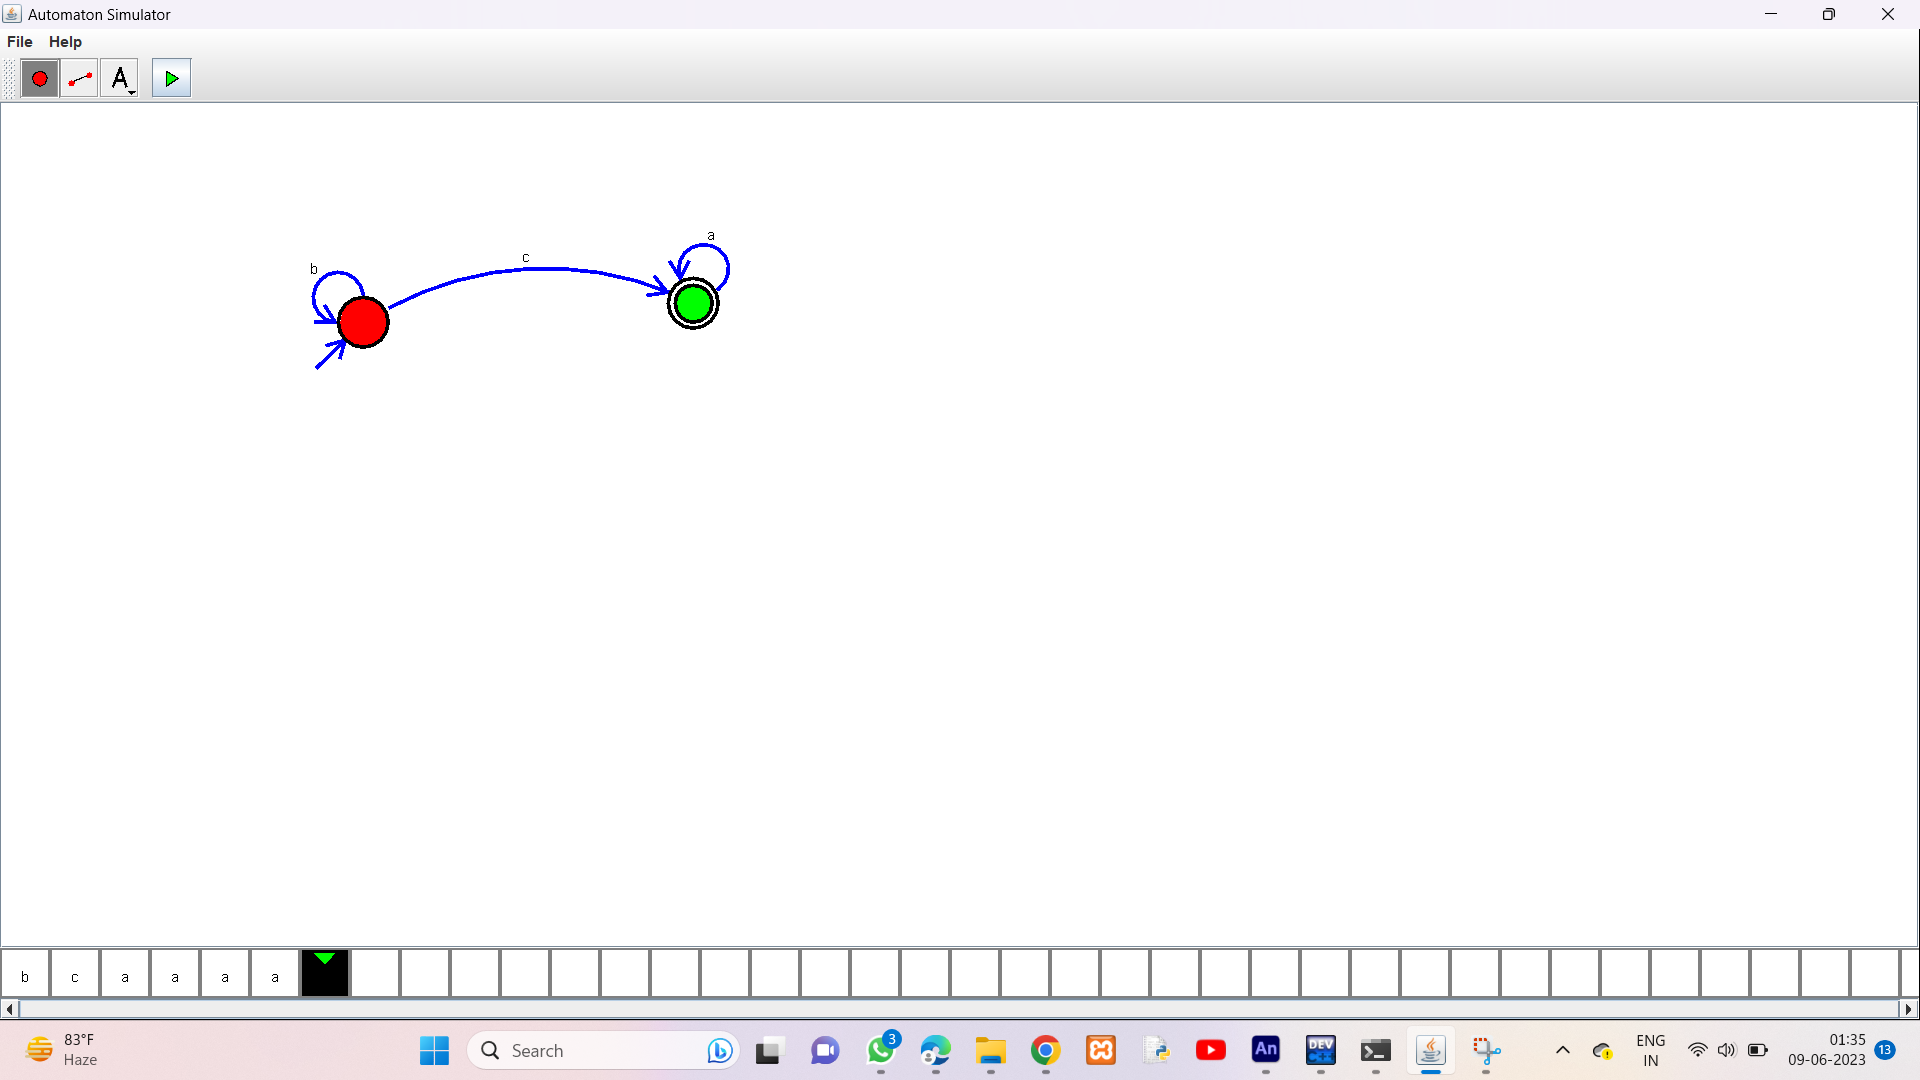 Automaton Simulator
File Help
A
a
c
b
b c a a a a
83°F
Haze
Search
3
An
DEV
C++
ENG
IN
01:35
09-06-2023
13